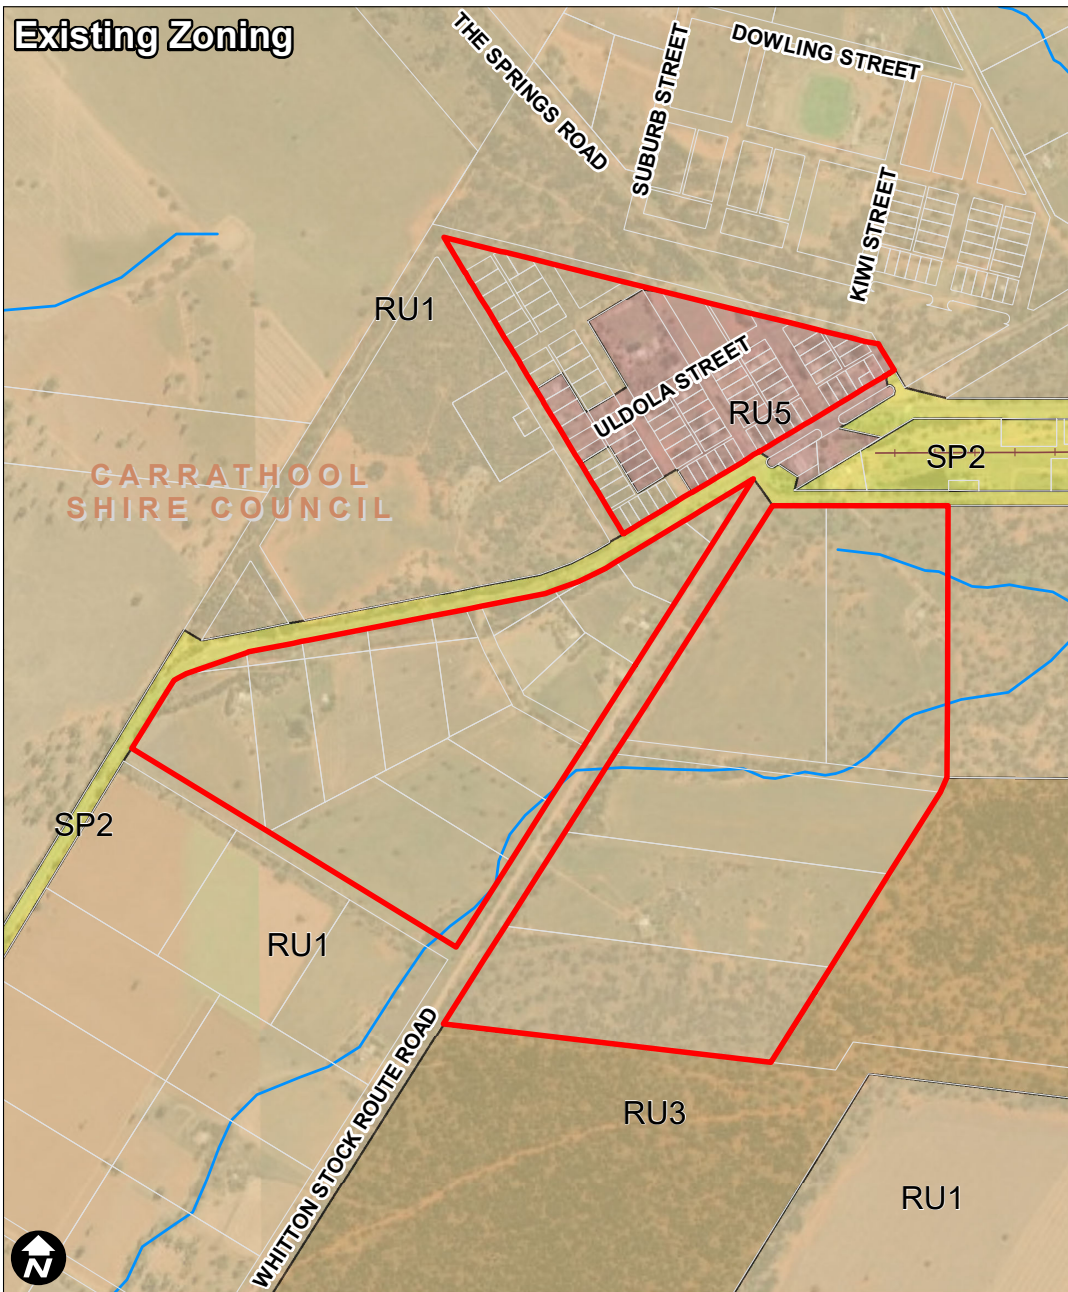 Existing Zoning
THE SPRINGS ROAD
SUBURB STREET
DOWLING STREET
KIWI STREET
RU1
ULDOLA STREET
RU5
SP2
CARRATHOOL
SHIRE COUNCIL
SP2
RU1
WHITTON STOCK ROUTE ROAD
RU3
RU1
N